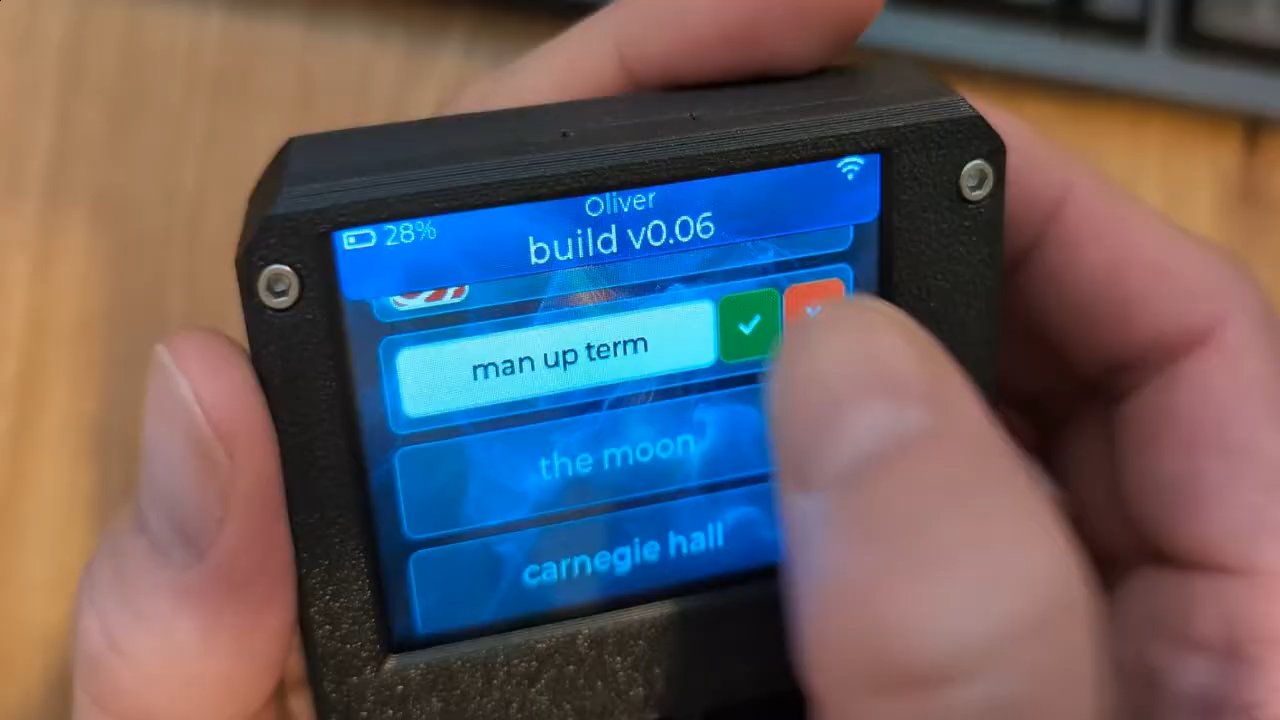 Oliver
28%
build v0.06
man up term
the moon
carnegie hall